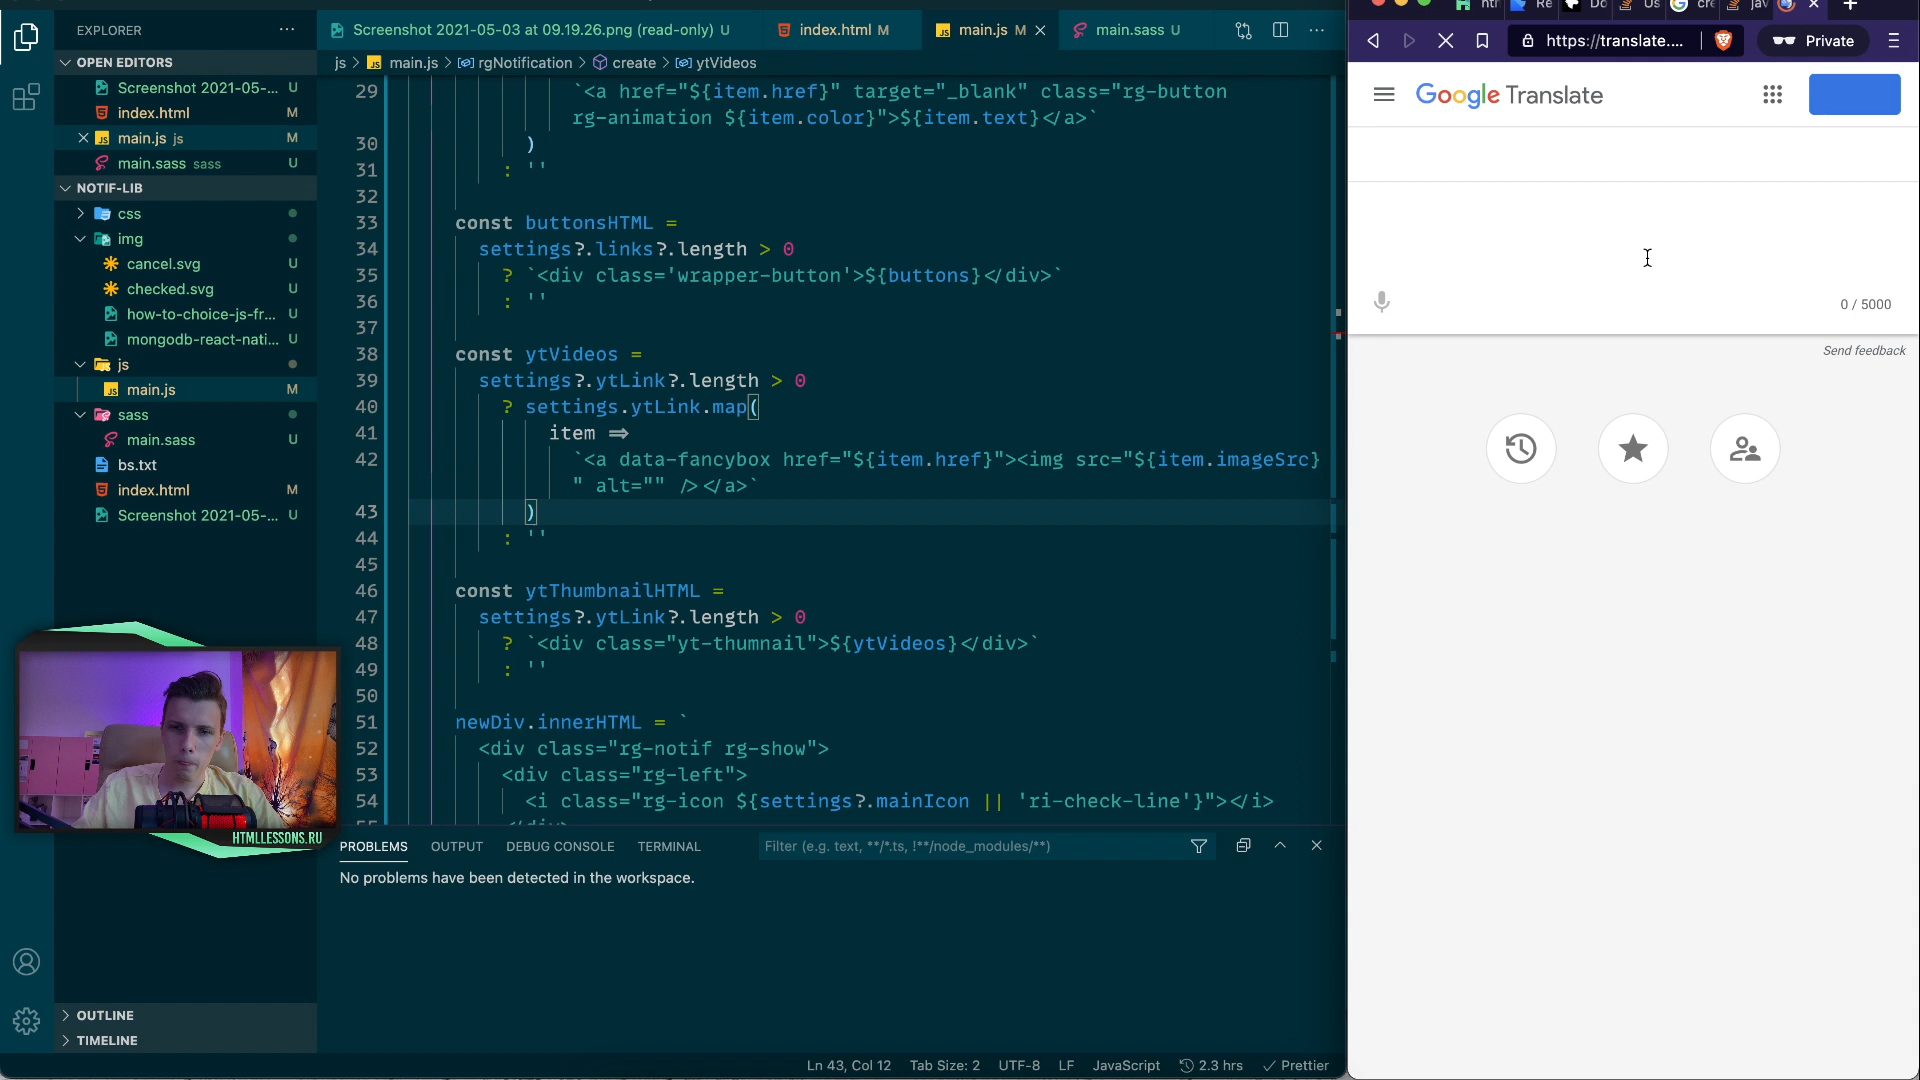 EXPLORER
OPEN EDITORS
Screenshot 2021-05-... U
index.html M
main.js js M
main.sass sass U
NOTIF-LIB
css
img
cancel.svg U
checked.svg U
how-to-choice-js-fr... U
mongodb-react-nati... U
js
main.js M
sass
main.sass U
bs.txt
index.html M
Screenshot 2021-05-... U
HTMLLESSONS.RU
OUTLINE
TIMELINE
Screenshot 2021-05-03 at 09.19.26.png (read-only) U
index.html M
main.js M
main.sass U
js > main.js > rgNotification > create > ytVideos
29 `<a href="${item.href}" target="_blank" class="rg-button
rg-animation ${item.color}">${item.text}</a>`
30 )
31 : ''
32
33 const buttonsHTML =
34 settings?.links?.length > 0
35 ? `<div class='wrapper-button'>${buttons}</div>`
36 : ''
37
38 const ytVideos =
39 settings?.ytLink?.length > 0
40 ? settings.ytLink.map(
41 item =>
42 `<a data-fancybox href="${item.href}"><img src="${item.imageSrc}
" alt="" /></a>`
43 )
44 : ''
45
46 const ytThumbnailHTML =
47 settings?.ytLink?.length > 0
48 ? `<div class="yt-thumnail">${ytVideos}</div>`
49 : ''
50
51 newDiv.innerHTML = `
52 <div class="rg-notif rg-show">
53 <div class="rg-left">
54 <i class="rg-icon ${settings?.mainIcon || 'ri-check-line'}"></i>
PROBLEMS OUTPUT DEBUG CONSOLE TERMINAL
Filter (e.g. text, **/*.ts, !**/node_modules/**)
No problems have been detected in the workspace.
Ln 43, Col 12 Tab Size: 2 UTF-8 LF JavaScript 2.3 hrs Prettier
https://translate....
Private
Google Translate
0 / 5000
Send feedback